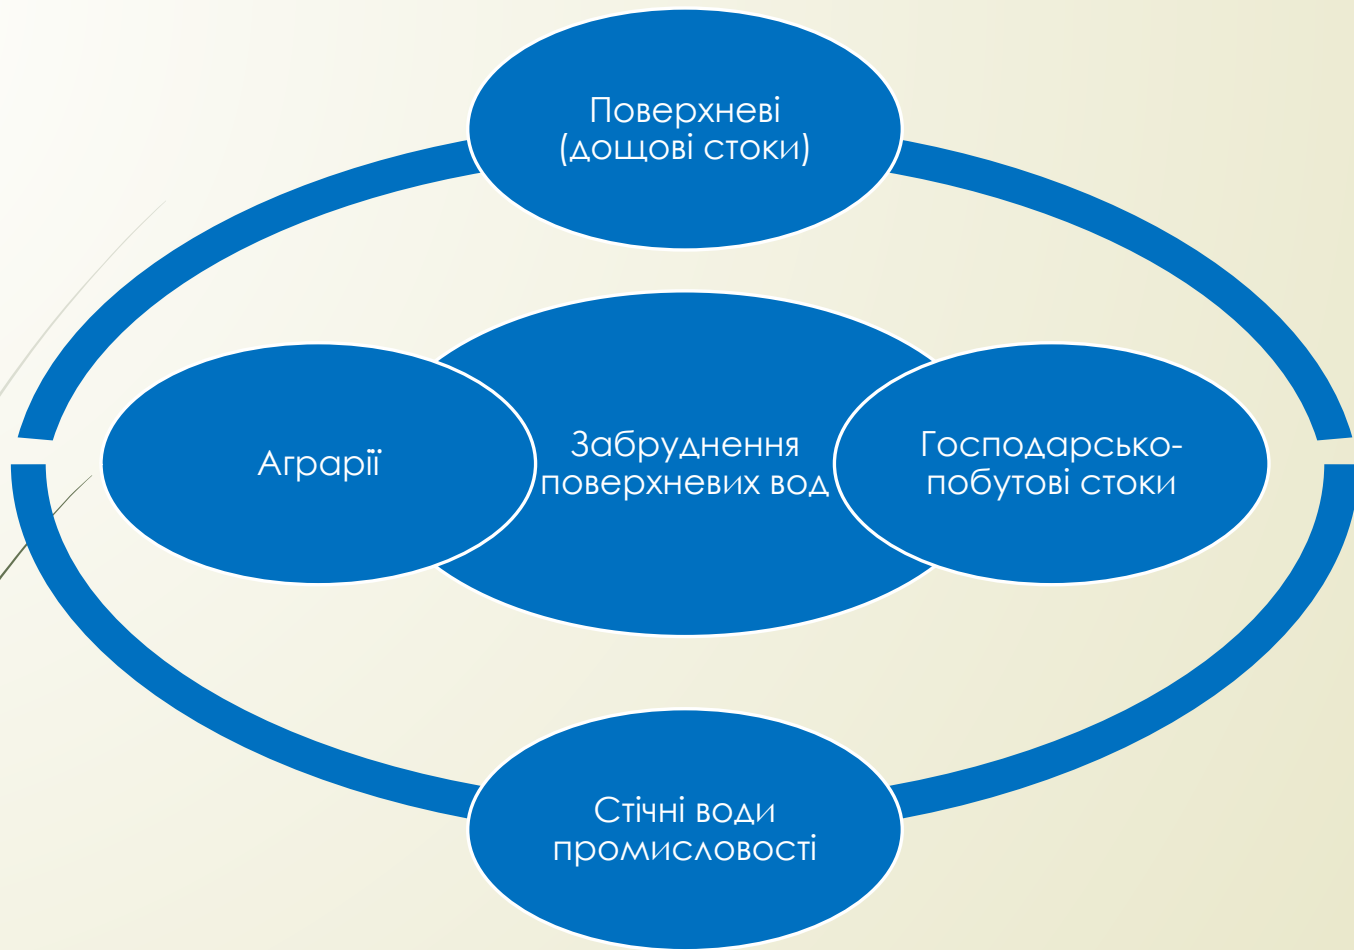 Поверхневі
(дощові стоки)
Аграрії
Забруднення
поверхневих вод
Господарсько-
побутові стоки
Стічні води
промисловості